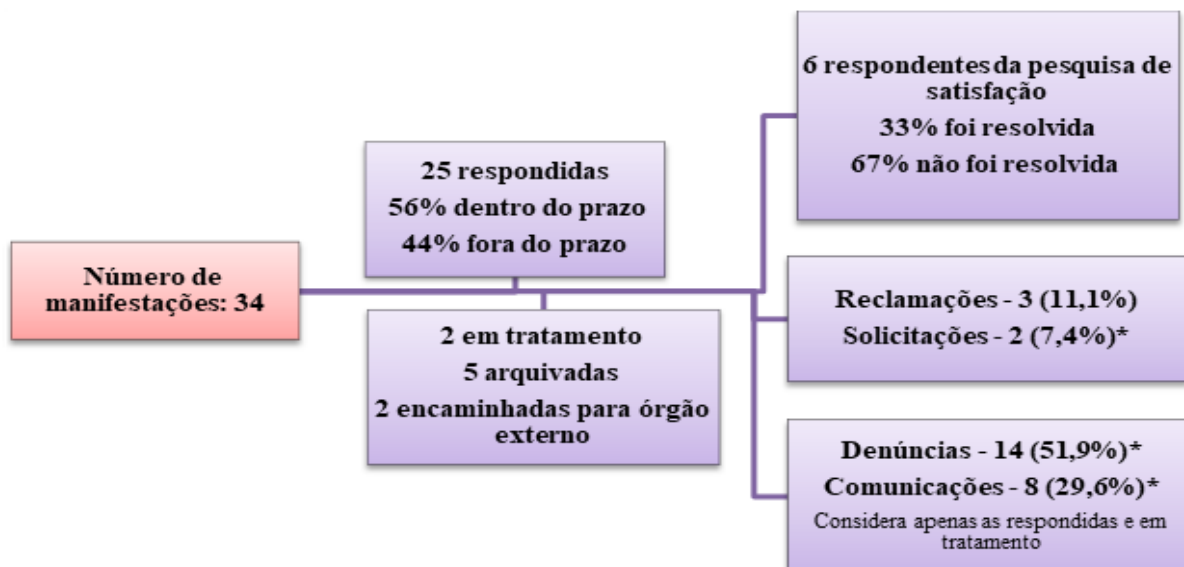 Número de
manifestações: 34
25 respondidas
56% dentro do prazo
44% fora do prazo
2 em tratamento
5 arquivadas
2 encaminhadas para órgão
externo
6 respondentes da pesquisa de
satisfação
33% foi resolvida
67% não foi resolvida
Reclamações - 3 (11,1%)
Solicitações - 2 (7,4%)*
Denúncias - 14 (51,9%)*
Comunicações - 8 (29,6%)*
Considera apenas as respondidas e em
tratamento